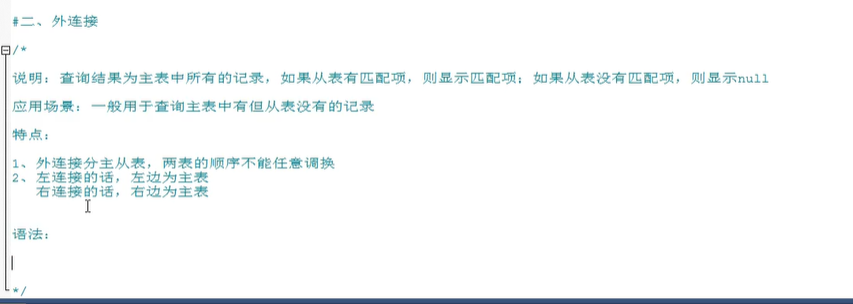 #二、外连接
/*
说明：查询结果为主表中所有的记录，如果从表有匹配项，则显示匹配项；如果从表没有匹配项，则显示null
应用场景：一般用于查询主表中有但从表没有的记录
特点：
1、外连接分主从表，两表的顺序不能任意调换
2、左连接的话，左边为主表
右连接的话，右边为主表
语法：
*/